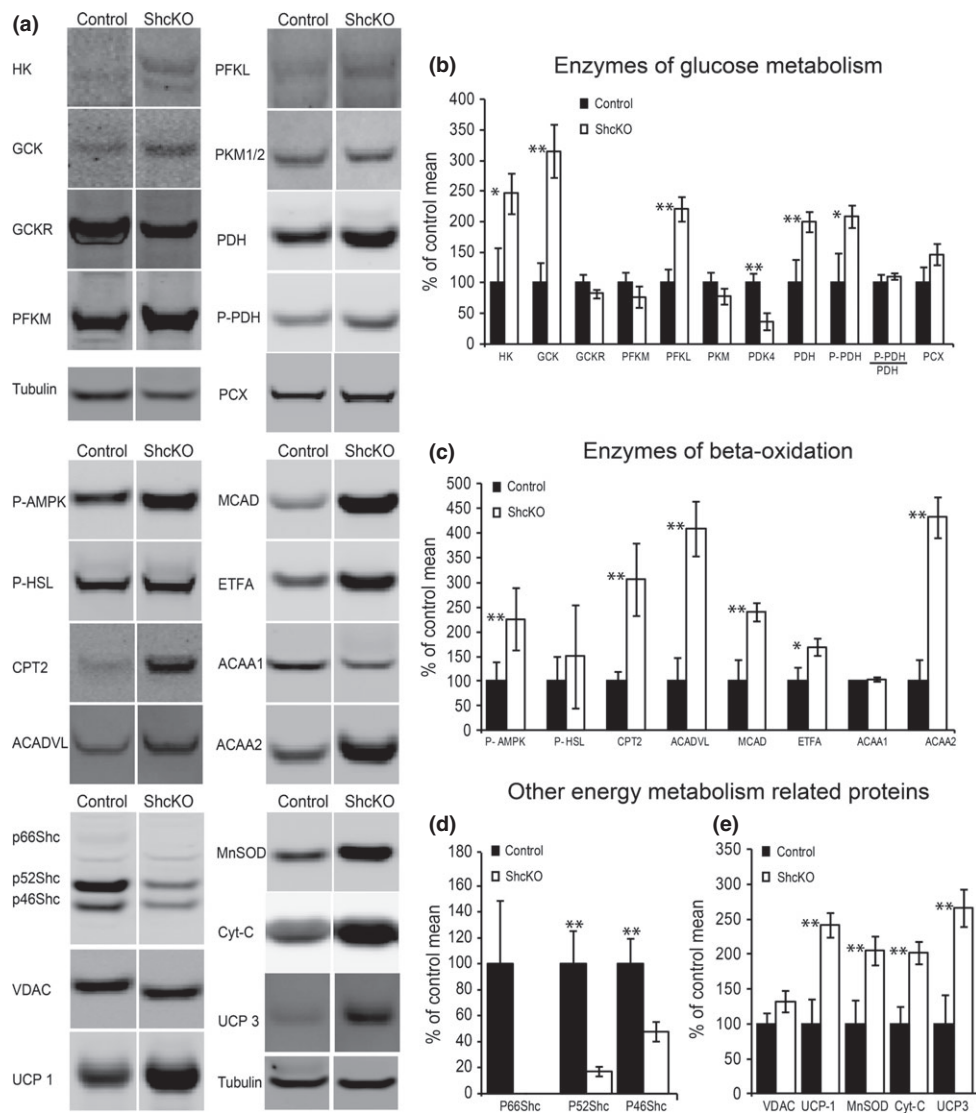 (a)
Control ShcKO
HK
GCK
GCKR
PFKM
Tubulin
Control ShcKO
PFKL
PKM1/2
PDH
P-PDH
PCX
Control ShcKO
P-AMPK
P-HSL
CPT2
ACADVL
Control ShcKO
MCAD
ETFA
ACAA1
ACAA2
Control ShcKO
p66Shc
p52Shc
p46Shc
VDAC
UCP 1
Control ShcKO
MnSOD
Cyt-C
UCP 3
Tubulin
(b)
Enzymes of glucose metabolism
% of control mean
400
350
300
250
200
150
100
50
0
Control
ShcKO
*
**
**
**
**
*
HK GCK GCKR PFKM PFKL PKM PDK4 PDH P-PDH P-PDH PCX
PDH
(c)
Enzymes of beta-oxidation
% of control mean
500
450
400
350
300
250
200
150
100
50
0
Control
ShcKO
**
**
**
**
*
**
P- AMPK P- HSL CPT2 ACADVL MCAD ETFA ACAA1 ACAA2
Other energy metabolism related proteins
(d)
% of control mean
180
160
140
120
100
80
60
40
20
0
Control
ShcKO
**
**
P66Shc P52Shc P46Shc
(e)
% of control mean
350
300
250
200
150
100
50
0
Control
ShcKO
**
**
**
**
VDAC UCP-1 MnSOD Cyt-C UCP3